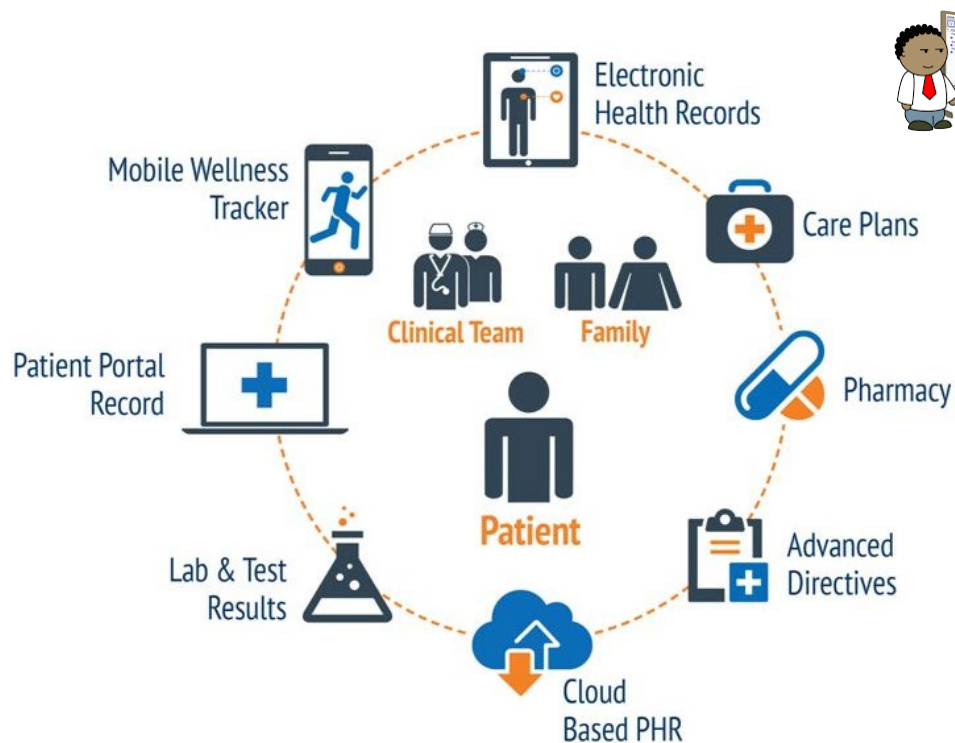 Electronic
Health Records
Mobile Wellness
Tracker
Care Plans
Clinical Team
Family
Patient Portal
Record
Pharmacy
Patient
Advanced
Directives
Lab & Test
Results
Cloud
Based PHR